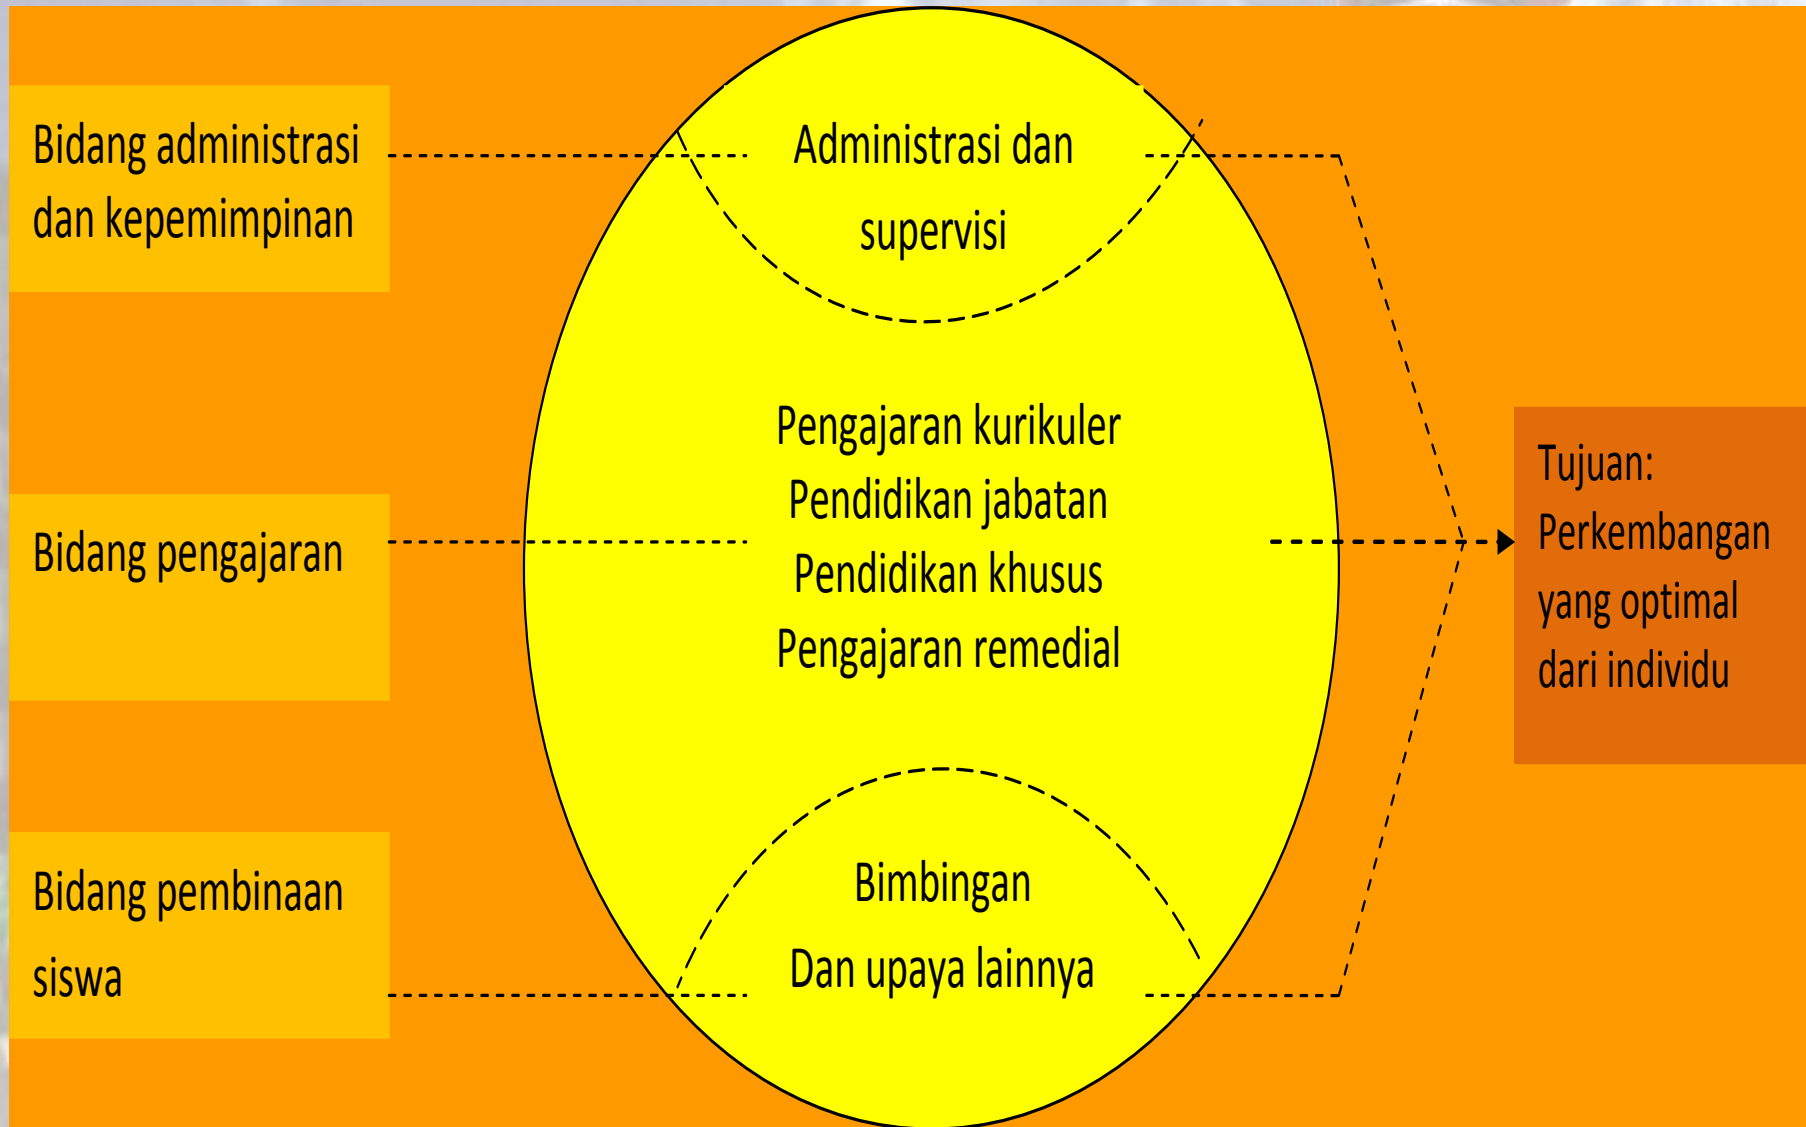 Bidang administrasi
dan kepemimpinan
Administrasi dan
supervisi
Bidang pengajaran
Pengajaran kurikuler
Pendidikan jabatan
Pendidikan khusus
Pengajaran remedial
Tujuan:
Perkembangan
yang optimal
dari individu
Bidang pembinaan
siswa
Bimbingan
Dan upaya lainnya